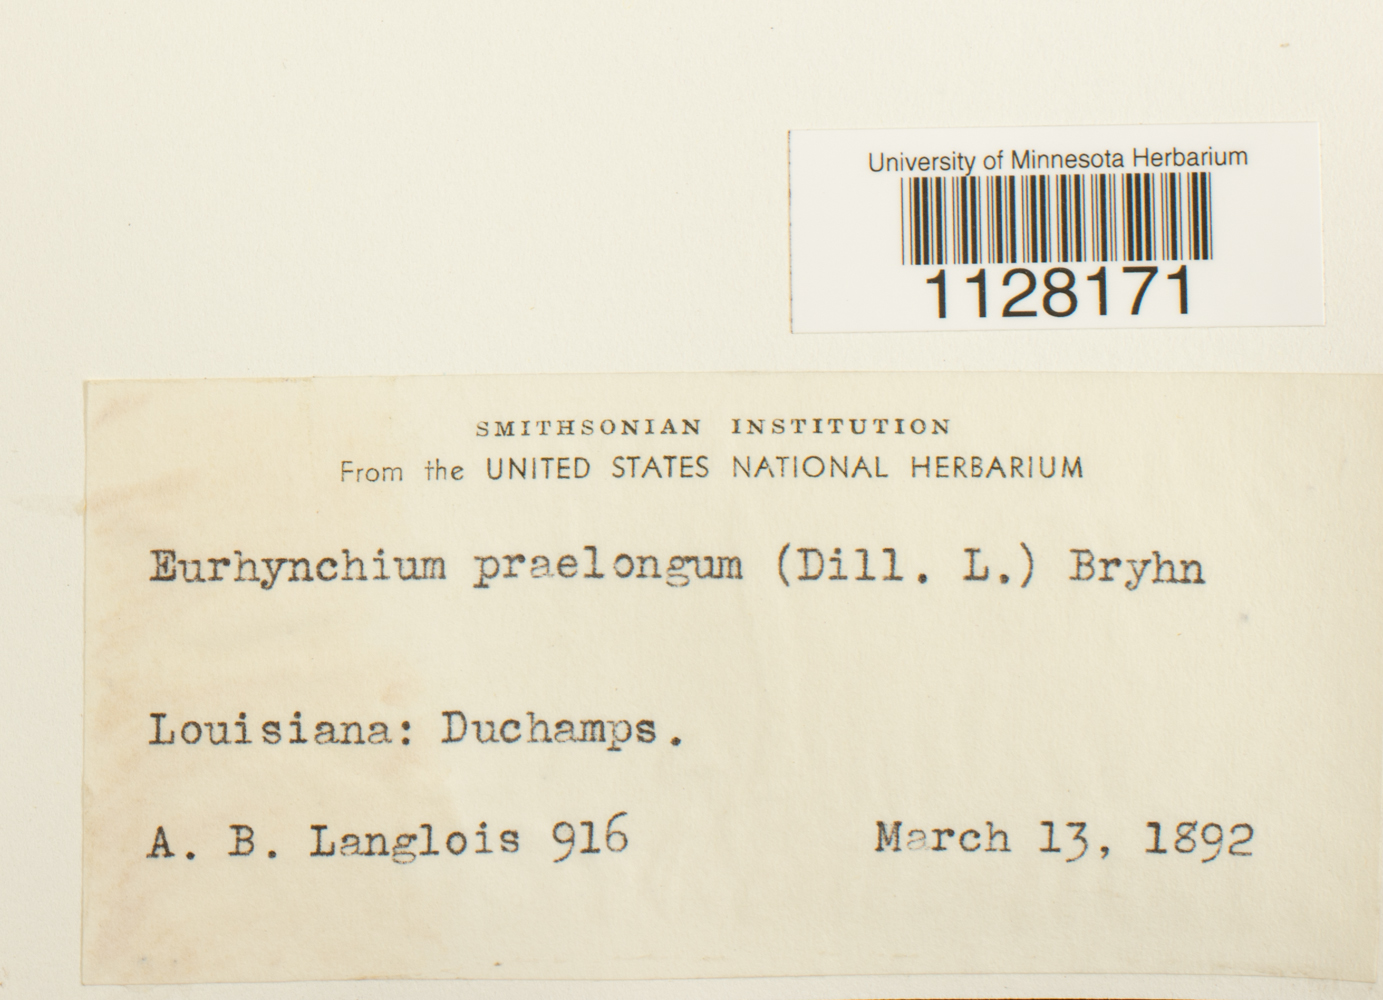 University of Minnesota Herbarium
1128171
SMITHSONIAN INSTITUTION
From the UNITED STATES NATIONAL HERBARIUM
Eurhynchium praelongum (Dill. L.) Bryhn
Louisiana: Duchamps.
A. B. Langlois 916 March 13, 1892